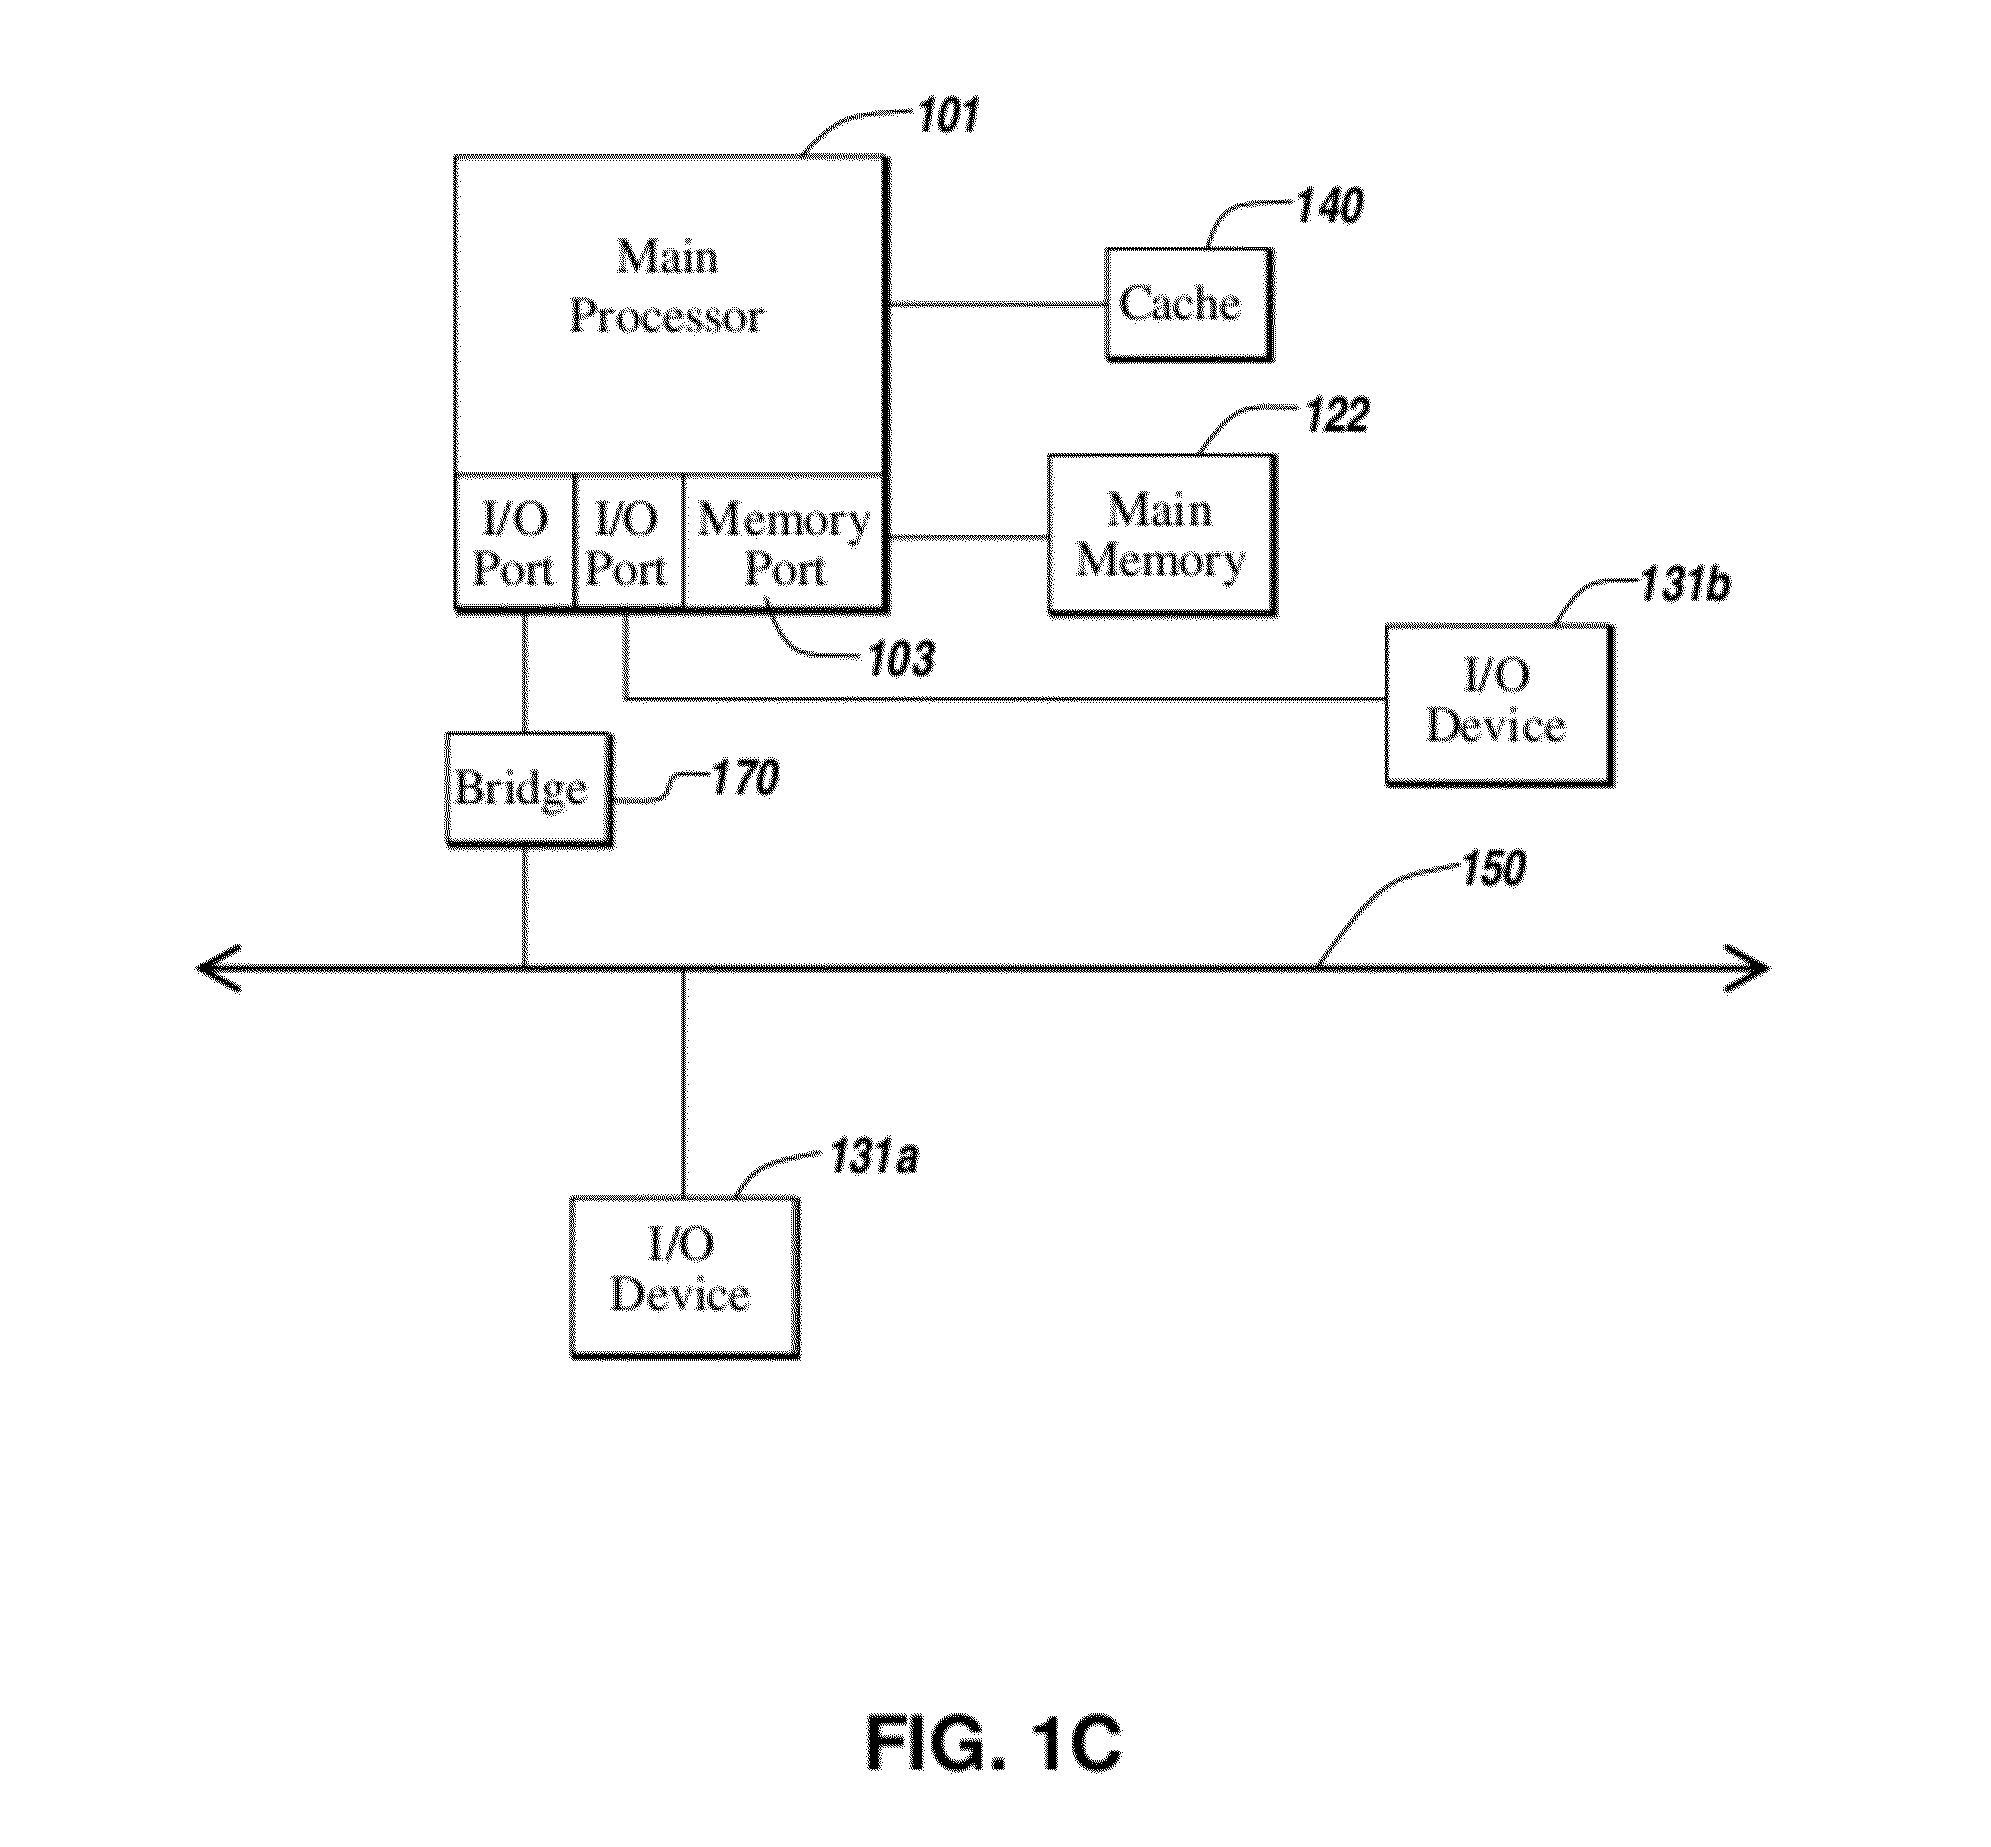 101
Main
Processor
140
Cache
122
Main
Memory
I/O
Port
I/O
Port
Memory
Port
103
131b
I/O
Device
Bridge
170
150
131a
I/O
Device
FIG. 1C